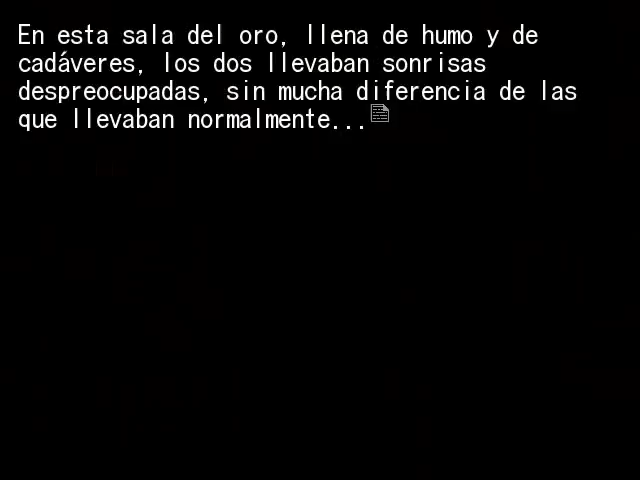 En esta sala del oro, llena de humo y de
cadáveres, los dos llevaban sonrisas
despreocupadas, sin mucha diferencia de las
que llevaban normalmente...